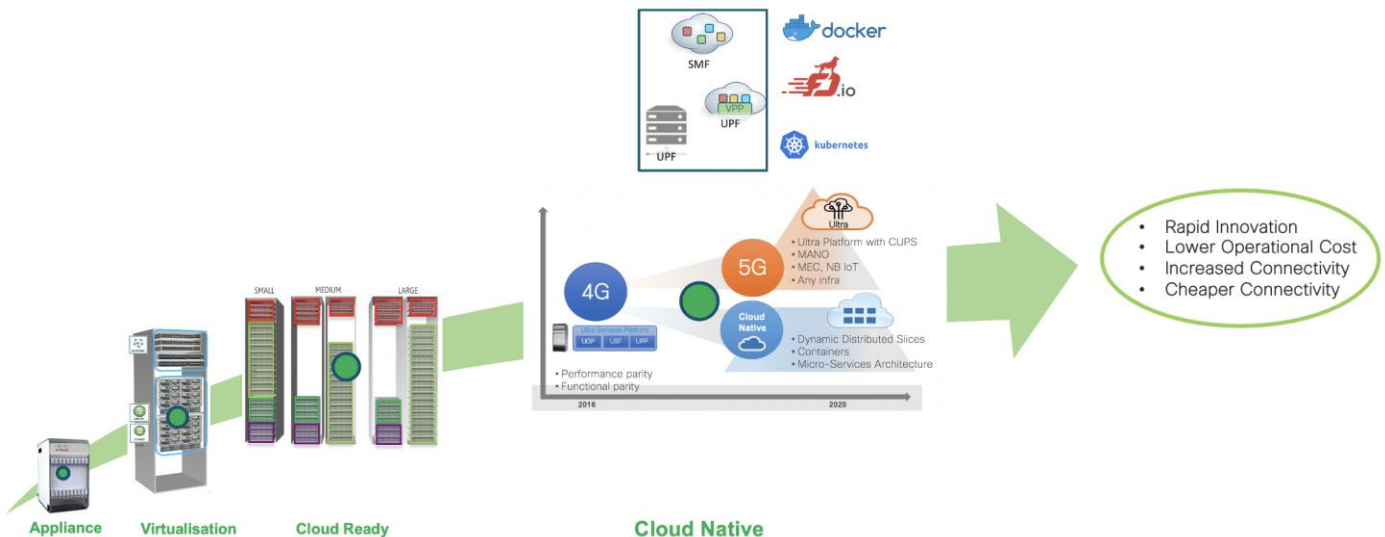 docker
SMF
.io
VPP
UPF
UPF
kubernetes
Ultra
• Ultra Platform with CUPS
• MANO
• MEC, NB IoT
• Any infra
5G
4G
SMALL
MEDIUM
LARGE
Cloud
Native
Ultra Services Platform
UGP
USF
UPP
• Dynamic Distributed Slices
• Containers
• Micro-Services Architecture
• Performance parity
• Functional parity
2016
2020
• Rapid Innovation
• Lower Operational Cost
• Increased Connectivity
• Cheaper Connectivity
Appliance
Virtualisation
Cloud Ready
Cloud Native